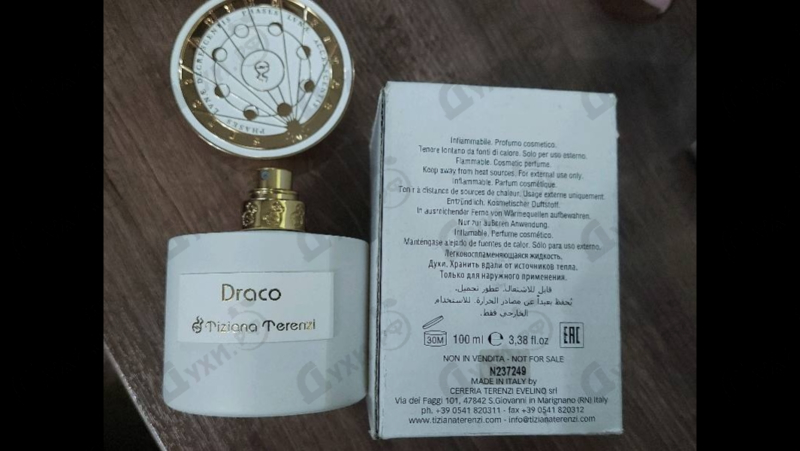 PHASES LUNE
Draco
Tiziana Terenzi
Infiammabile. Profumo cosmetico.
Tenere lontano da fonti di calore. Solo per uso esterno.
Flammable. Cosmetic perfume.
Keep away from heat sources. For external use only.
Inflammable. Parfum cosmétique.
Tenir à distance de sources de chaleur. Usage externe uniquement.
Entzündlich. Kosmetischer Duftstoff.
In ausreichender Ferne von Wärmequellen aufbewahren.
Nur zur äußeren Anwendung.
Inflamable. Perfume cosmético.
Manténgase alejado de fuentes de calor. Sólo para uso externo.
Легковоспламеняющаяся жидкость.
Духи. Хранить вдали от источников тепла.
Только для наружного применения.
قابل للاشتعال. عطور تجميل.
يُحفظ بعيداً عن مصادر الحرارة. للاستخدام
الخارجي فقط.
30M 100 ml e 3,38 fl.oz EAC
NON IN VENDITA - NOT FOR SALE
N237249
MADE IN ITALY by
CERERIA TERENZI EVELINO srl
Via dei Faggi 101, 47842 S.Giovanni in Marignano (RN) Italy
ph. +39 0541 820311 - fax +39 0541 820312
www.tizianaterenzi.com - info@tizianaterenzi.com
Духи.рф